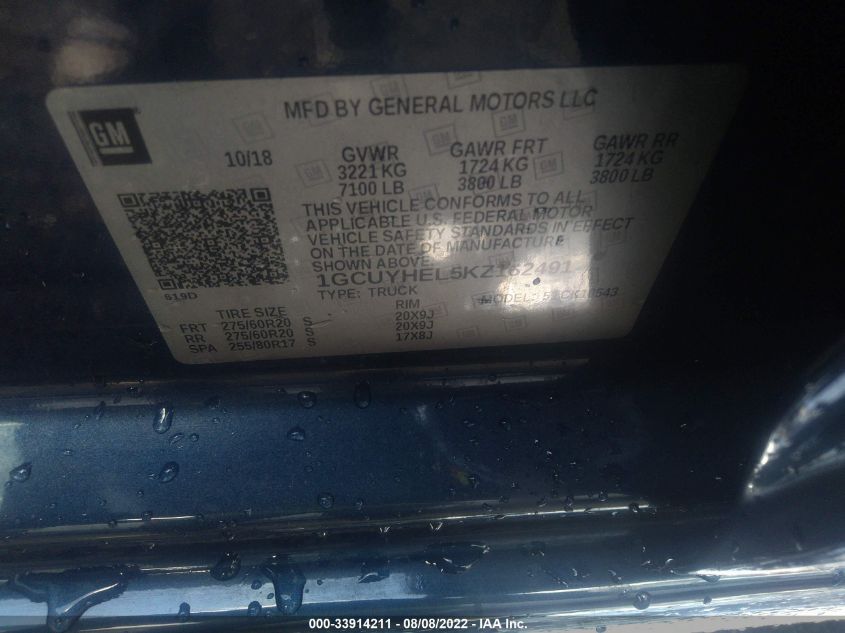 GM
MFD BY GENERAL MOTORS LLC
10/18
GVWR
3221 KG
7100 LB
GAWR FRT
1724 KG
3800 LB
GAWR RR
1724 KG
3800 LB
THIS VEHICLE CONFORMS TO ALL
APPLICABLE U.S. FEDERAL MOTOR
VEHICLE SAFETY STANDARDS IN EFFECT
ON THE DATE OF MANUFACTURE
SHOWN ABOVE.
1GCUYHEL5KZ162491
619D
TYPE: TRUCK
MODEL:
TIRE SIZE RIM
FRT 275/60R20 S 20X9J
RR 275/60R20 S 20X9J
SPA 255/80R17 S 17X8J
000-33914211 - 08/08/2022 - IAA Inc.